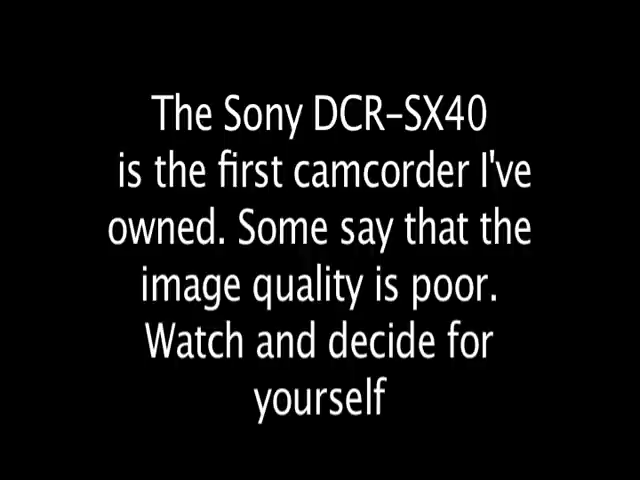 The Sony DCR-SX40
is the first camcorder I've
owned. Some say that the
image quality is poor.
Watch and decide for
yourself